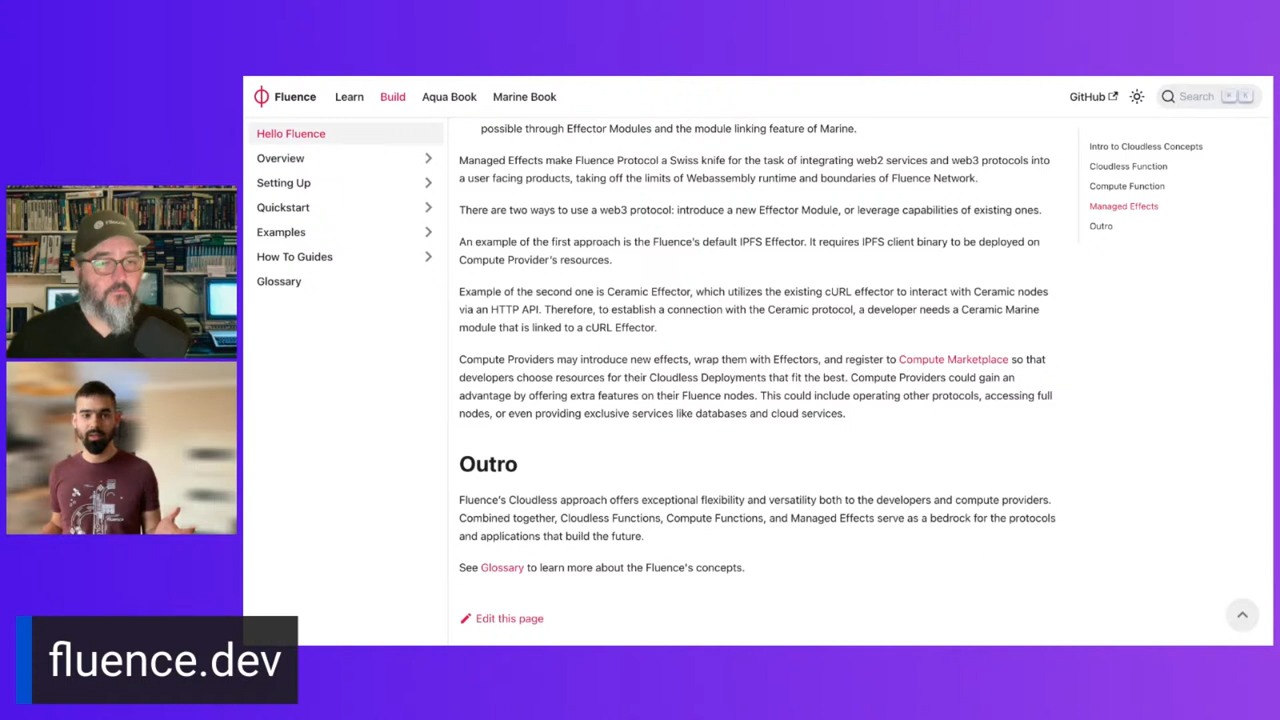 Fluence
Learn
Build
Aqua Book
Marine Book
GitHub
Search
K
Hello Fluence
Overview
Setting Up
Quickstart
Examples
How To Guides
Glossary
possible through Effector Modules and the module linking feature of Marine.
Managed Effects make Fluence Protocol a Swiss knife for the task of integrating web2 services and web3 protocols into
a user facing products, taking off the limits of Webassembly runtime and boundaries of Fluence Network.
There are two ways to use a web3 protocol: introduce a new Effector Module, or leverage capabilities of existing ones.
An example of the first approach is the Fluence's default IPFS Effector. It requires IPFS client binary to be deployed on
Compute Provider's resources.
Example of the second one is Ceramic Effector, which utilizes the existing cURL effector to interact with Ceramic nodes
via an HTTP API. Therefore, to establish a connection with the Ceramic protocol, a developer needs a Ceramic Marine
module that is linked to a cURL Effector.
Compute Providers may introduce new effects, wrap them with Effectors, and register to Compute Marketplace so that
developers choose resources for their Cloudless Deployments that fit the best. Compute Providers could gain an
advantage by offering extra features on their Fluence nodes. This could include operating other protocols, accessing full
nodes, or even providing exclusive services like databases and cloud services.
Outro
Fluence's Cloudless approach offers exceptional flexibility and versatility both to the developers and compute providers.
Combined together, Cloudless Functions, Compute Functions, and Managed Effects serve as a bedrock for the protocols
and applications that build the future.
See Glossary to learn more about the Fluence's concepts.
Edit this page
Intro to Cloudless Concepts
Cloudless Function
Compute Function
Managed Effects
Outro
fluence.dev